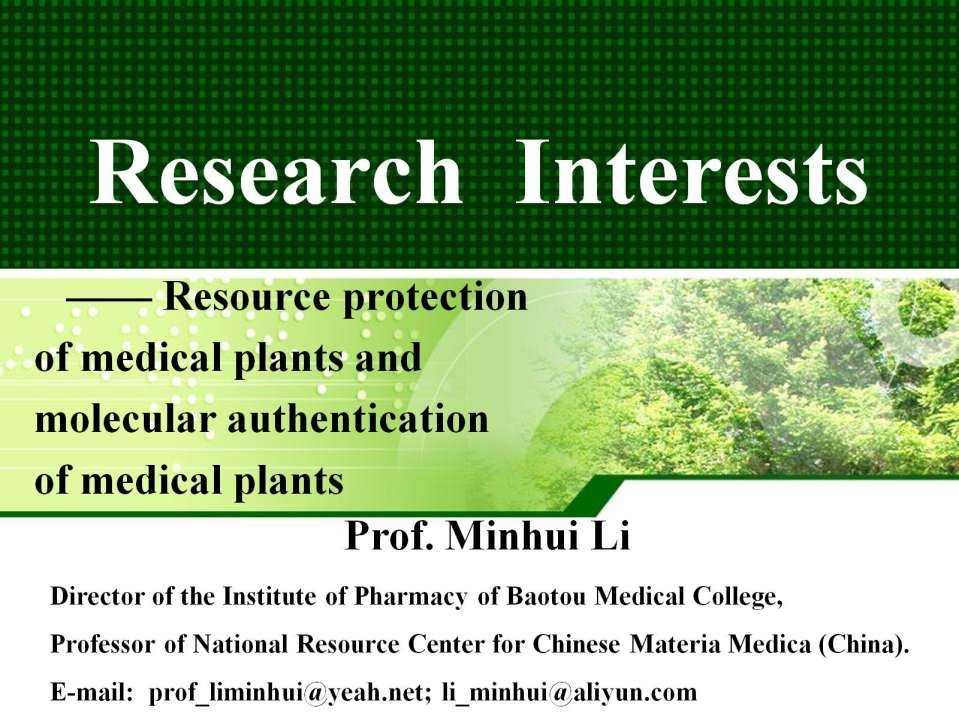 Research Interests
—— Resource protection
of medical plants and
molecular authentication
of medical plants
Prof. Minhui Li
Director of the Institute of Pharmacy of Baotou Medical College,
Professor of National Resource Center for Chinese Materia Medica (China).
E-mail: prof_liminhui@yeah.net; li_minhui@aliyun.com